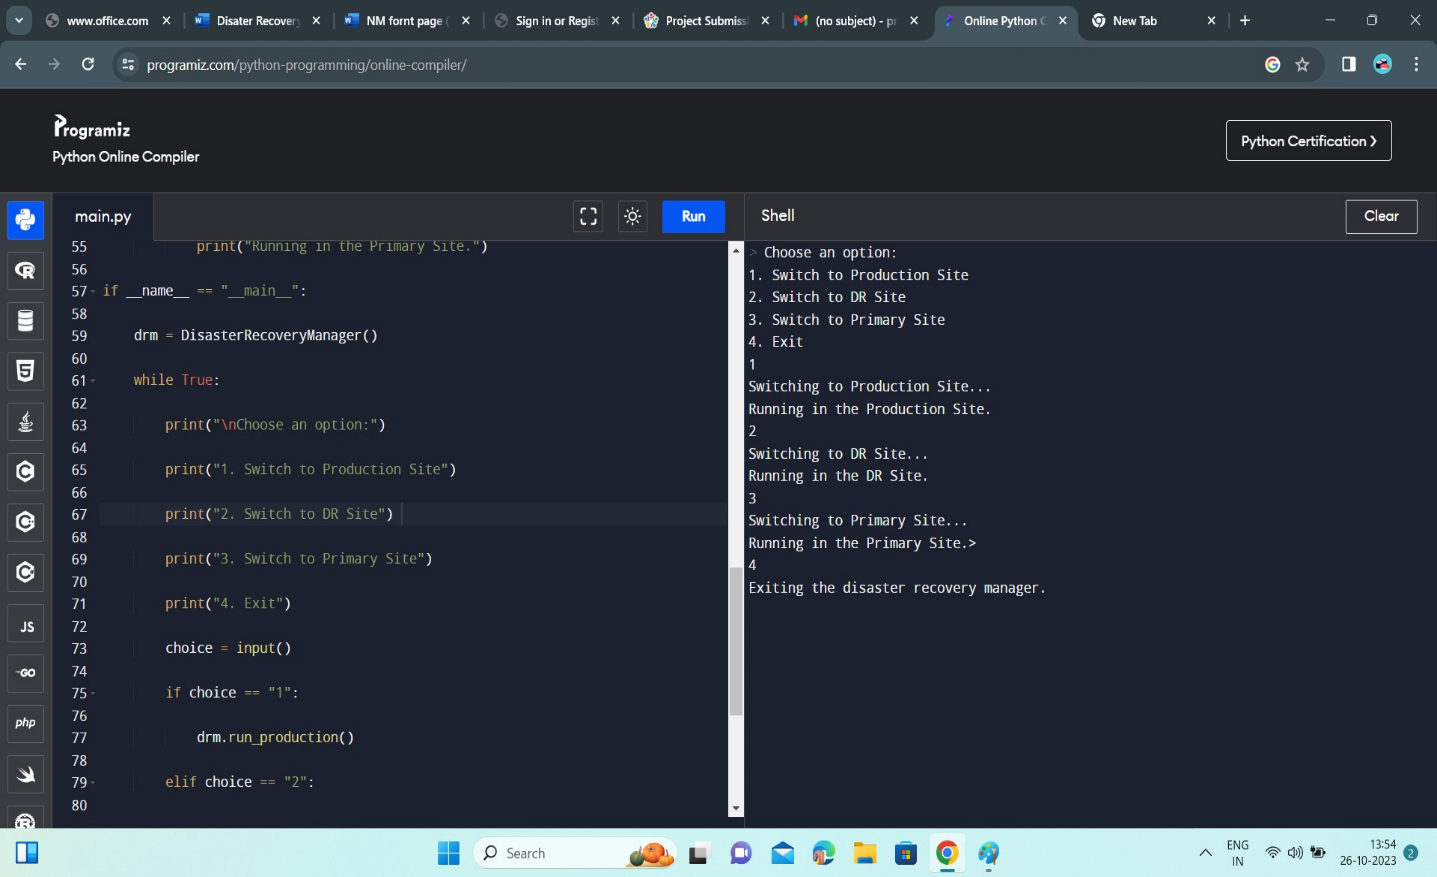 www.office.com
Disater Recovery
NM fornt page (
Sign in or Regist
Project Submiss
(no subject) - pr
Online Python C
New Tab
programiz.com/python-programming/online-compiler/
Programiz
Python Online Compiler
Python Certification ❯
main.py
Run
Shell
Clear
55 print("Running in the Primary Site.")
56
57 if __name__ == "__main__":
58
59 drm = DisasterRecoveryManager()
60
61 while True:
62
63 print("\nChoose an option:")
64
65 print("1. Switch to Production Site")
66
67 print("2. Switch to DR Site")
68
69 print("3. Switch to Primary Site")
70
71 print("4. Exit")
72
73 choice = input()
74
75 if choice == "1":
76
77 drm.run_production()
78
79 elif choice == "2":
80
> Choose an option:
1. Switch to Production Site
2. Switch to DR Site
3. Switch to Primary Site
4. Exit
1
Switching to Production Site...
Running in the Production Site.
2
Switching to DR Site...
Running in the DR Site.
3
Switching to Primary Site...
Running in the Primary Site.>
4
Exiting the disaster recovery manager.
JS
GO
php
Search
ENG
IN
13:54
26-10-2023
2